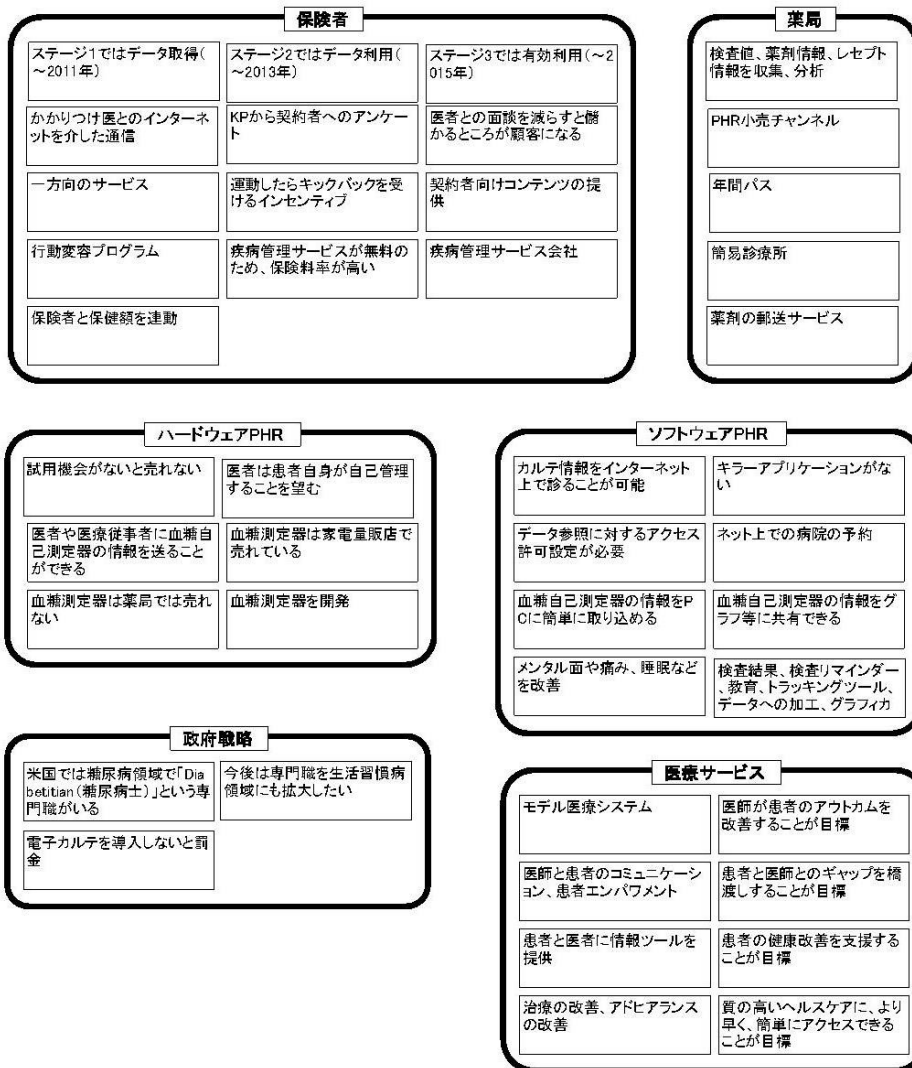 保険者
ステージ1ではデータ取得(
～2011年)
ステージ2ではデータ利用(
～2013年)
ステージ3では有効利用(～2
015年)
かかりつけ医とのインターネ
ットを介した通信
KPから契約者へのアンケー
ト
医者との面談を減らすと儲
かるところが顧客になる
一方向のサービス
運動したらキックバックを受
けるインセンティブ
契約者向けコンテンツの提
供
行動変容プログラム
疾病管理サービスが無料の
ため、保険料率が高い
疾病管理サービス会社
保険者と保健額を連動
薬局
検査値、薬剤情報、レセプト
情報を収集、分析
PHR小売チャンネル
年間パス
簡易診療所
薬剤の郵送サービス
ハードウェアPHR
試用機会がないと売れない
医者は患者自身が自己管理
することを望む
医者や医療従事者に血糖自
己測定器の情報を送ること
ができる
血糖測定器は家電量販店で
売れている
血糖測定器は薬局では売れ
ない
血糖測定器を開発
ソフトウェアPHR
カルテ情報をインターネット
上で診ることが可能
キラーアプリケーションがな
い
データ参照に対するアクセス
許可設定が必要
ネット上での病院の予約
血糖自己測定器の情報をP
Cに簡単に取り込める
血糖自己測定器の情報をグ
ラフ等に共有できる
メンタル面や痛み、睡眠など
を改善
検査結果、検査リマインダー
、教育、トラッキングツール、
データへの加工、グラフィカ
政府戦略
米国では糖尿病領域で「Dia
betitian(糖尿病士)」という専
門職がいる
今後は専門職を生活習慣病
領域にも拡大したい
電子カルテを導入しないと罰
金
医療サービス
モデル医療システム
医師が患者のアウトカムを
改善することが目標
医師と患者のコミュニケーシ
ョン、患者エンパワメント
患者と医師とのギャップを橋
渡しすることが目標
患者と医者に情報ツールを
提供
患者の健康改善を支援する
ことが目標
治療の改善、アドヒアランス
の改善
質の高いヘルスケアに、より
早く、簡単にアクセスできる
ことが目標